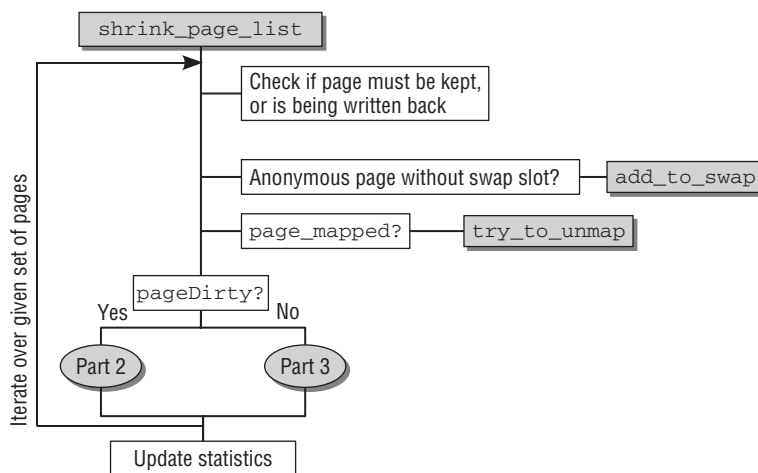 shrink_page_list
Check if page must be kept,
or is being written back
Anonymous page without swap slot?
add_to_swap
page_mapped?
try_to_unmap
pageDirty?
Yes
No
Part 2
Part 3
Update statistics
Iterate over given set of pages